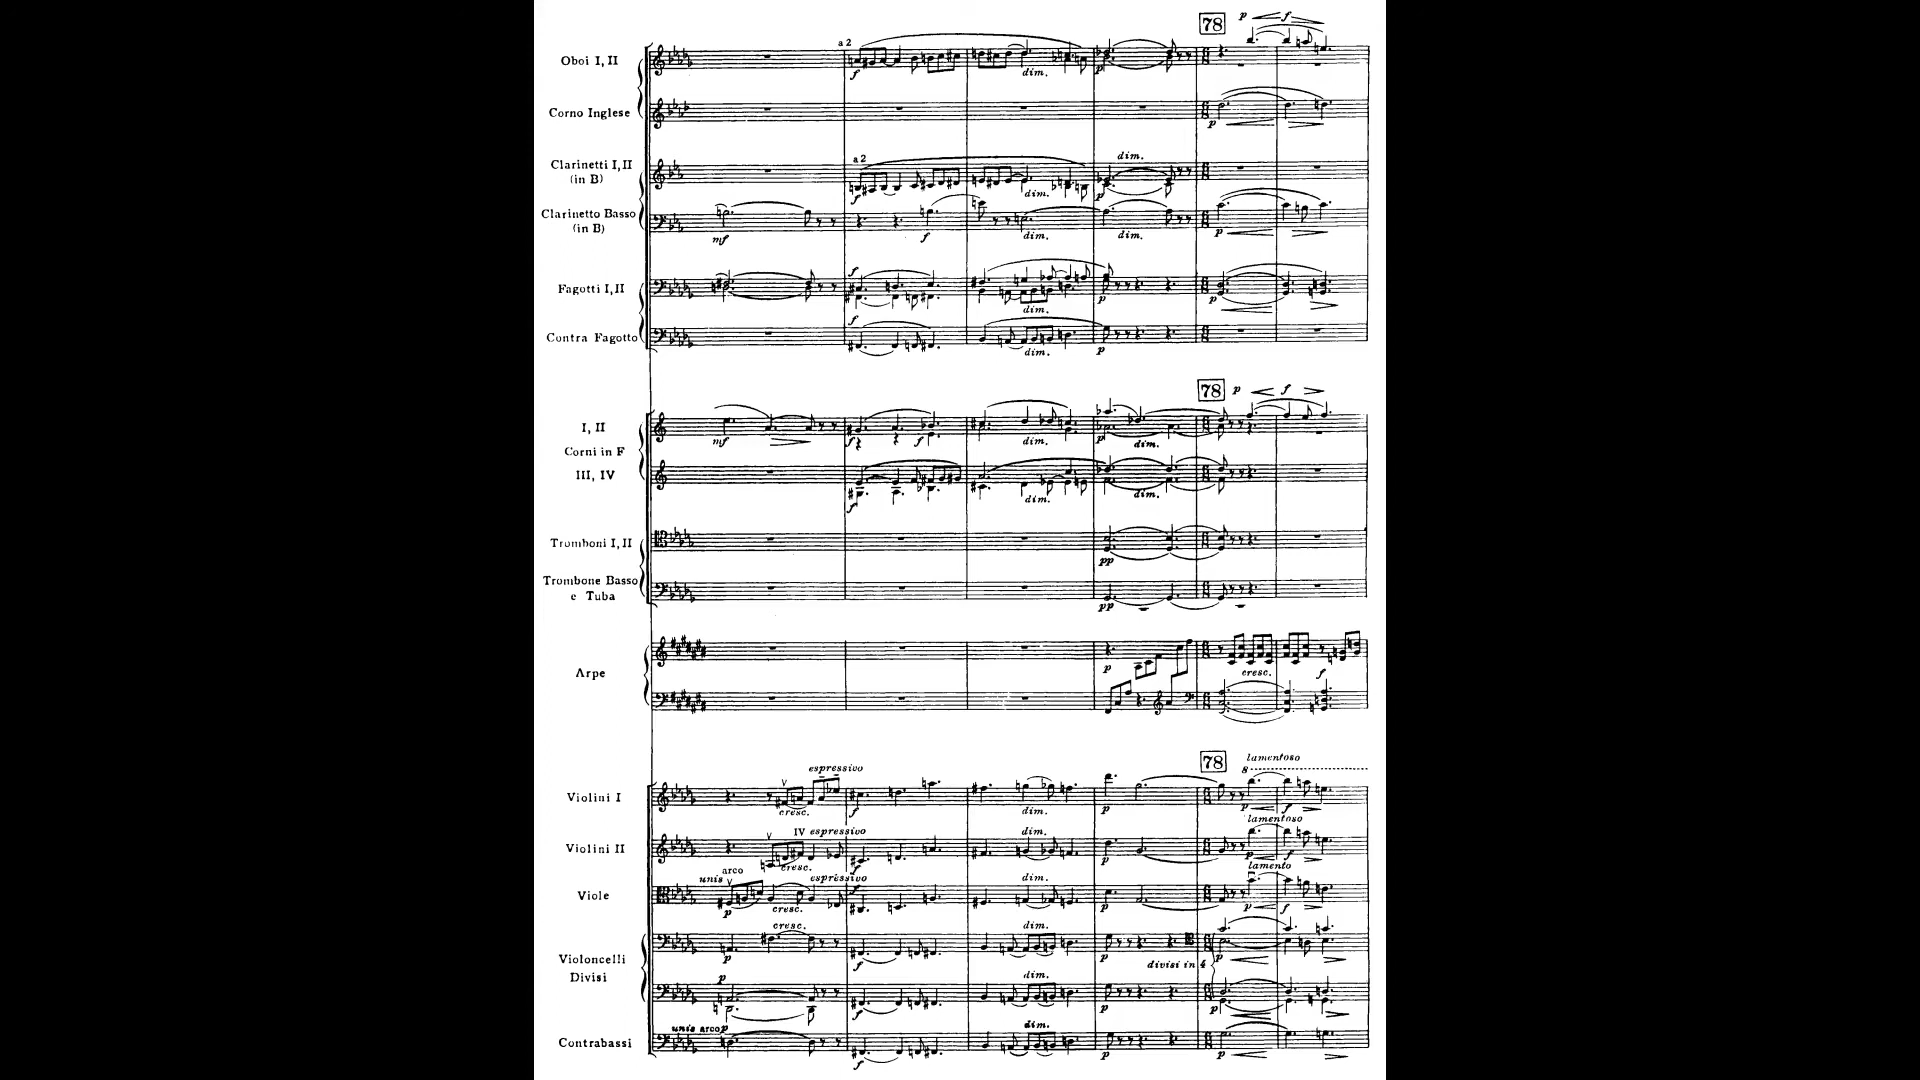 78
p f
a 2
Oboi I, II
f dim. p
Corno Inglese
p
a 2
dim.
Clarinetti I, II
(in B)
f dim. p
Clarinetto Basso
(in B)
mf f dim. dim. p
f
Fagotti I, II
dim. p p
f
Contra Fagotto
dim. p
78
p f
I, II
mf f f dim. p dim.
Corni in F
III, IV
f dim. dim.
Tromboni I, II
pp
Trombone Basso
e Tuba
pp
Arpe
p cresc. f
78
lamentoso
8
espressivo
Violini I
cresc. f dim. p p f
lamentoso
IV espressivo dim.
Violini II
cresc. f p p f
lamento
arco
unis espressivo dim.
f
Viole
p cresc. p p f
cresc. dim.
p f p divisi in 4 p
Violoncelli
Divisi
p dim.
f p p
unis arco p dim.
Contrabassi
f p p